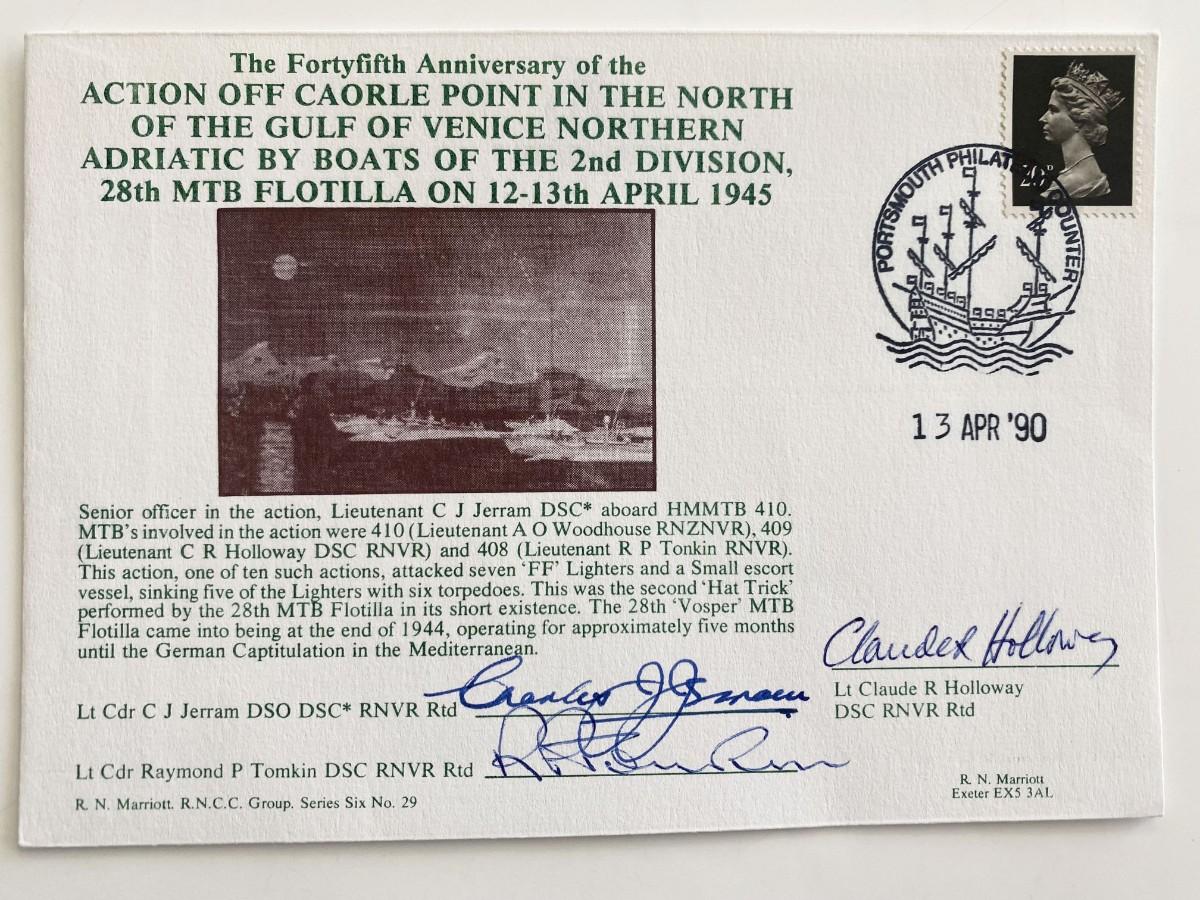 The Fortyfifth Anniversary of the
ACTION OFF CAORLE POINT IN THE NORTH
OF THE GULF OF VENICE NORTHERN
ADRIATIC BY BOATS OF THE 2nd DIVISION,
28th MTB FLOTILLA ON 12-13th APRIL 1945
PORTSMOUTH PHILATELIC COUNTER
13 APR '90
Senior officer in the action, Lieutenant C J Jerram DSC* aboard HMMTB 410.
MTB's involved in the action were 410 (Lieutenant A O Woodhouse RNZNVR), 409
(Lieutenant C R Holloway DSC RNVR) and 408 (Lieutenant R P Tonkin RNVR).
This action, one of ten such actions, attacked seven 'FF' Lighters and a Small escort
vessel, sinking five of the Lighters with six torpedoes. This was the second 'Hat Trick'
performed by the 28th MTB Flotilla in its short existence. The 28th 'Vosper' MTB
Flotilla came into being at the end of 1944, operating for approximately five months
until the German Captitulation in the Mediterranean.
Claude R Holloway
Lt Claude R Holloway
DSC RNVR Rtd
Lt Cdr C J Jerram DSO DSC* RNVR Rtd Charles J Jerram
Lt Cdr Raymond P Tomkin DSC RNVR Rtd
R. N. Marriott. R.N.C.C. Group. Series Six No. 29
R. N. Marriott
Exeter EX5 3AL